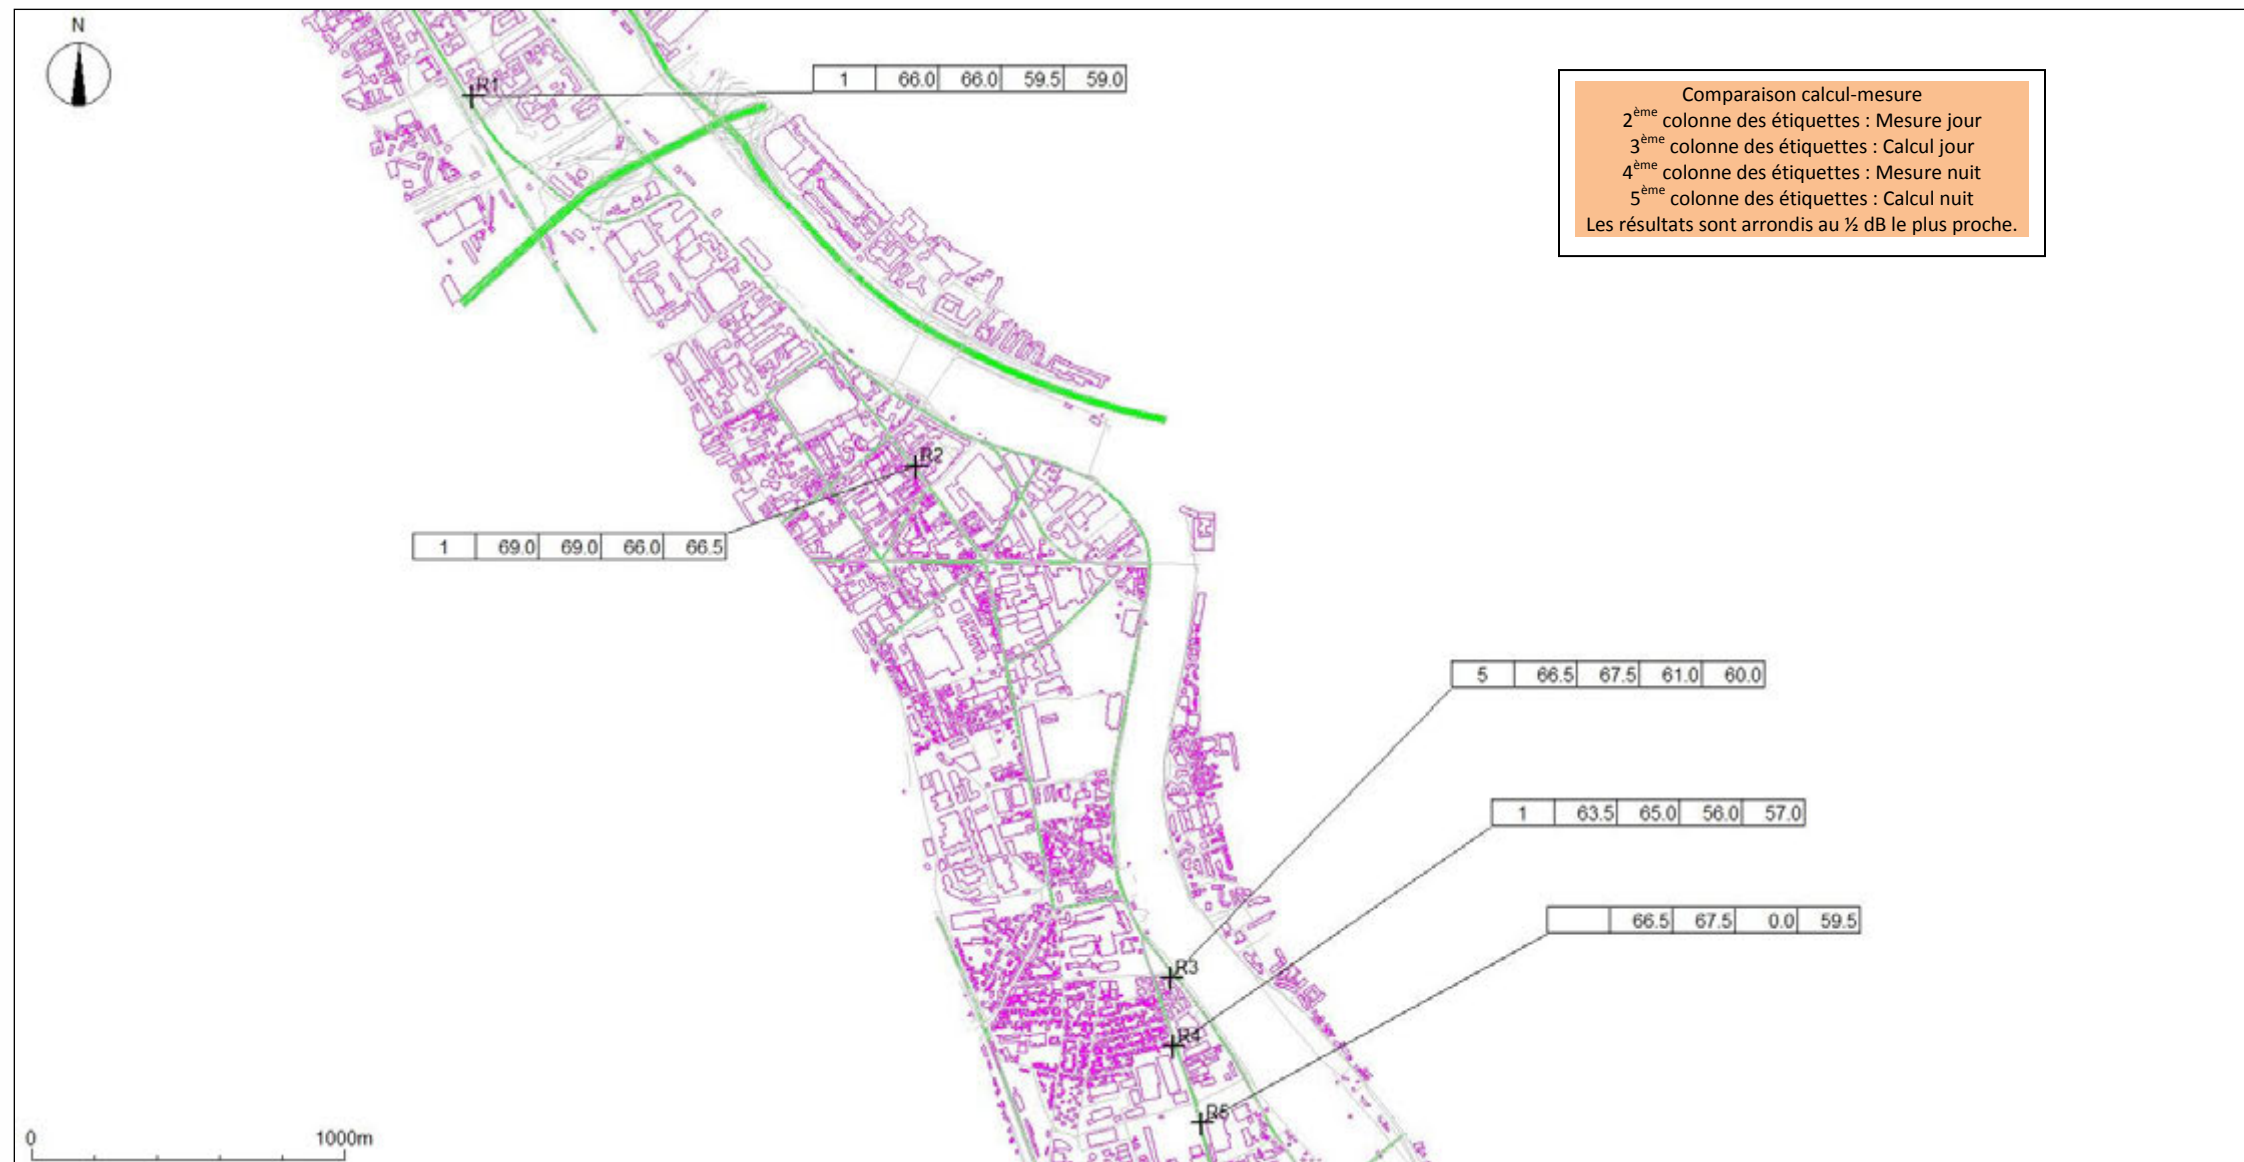 N
R1
1 66.0 66.0 59.5 59.0
Comparaison calcul-mesure
2ème colonne des étiquettes : Mesure jour
3ème colonne des étiquettes : Calcul jour
4ème colonne des étiquettes : Mesure nuit
5ème colonne des étiquettes : Calcul nuit
Les résultats sont arrondis au ½ dB le plus proche.
R2
1 69.0 69.0 66.0 66.5
5 66.5 67.5 61.0 60.0
1 63.5 65.0 56.0 57.0
66.5 67.5 0.0 59.5
R3
R4
R5
0 1000m